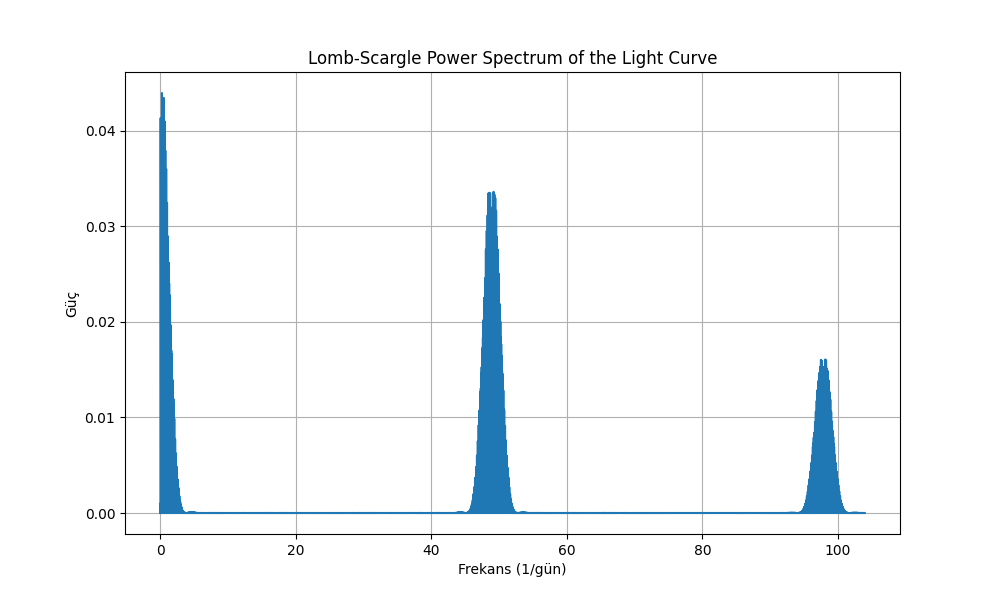 Lomb-Scargle Power Spectrum of the Light Curve
0.04
0.03
0.02
0.01
0.00
Güç
0 20 40 60 80 100
Frekans (1/gün)